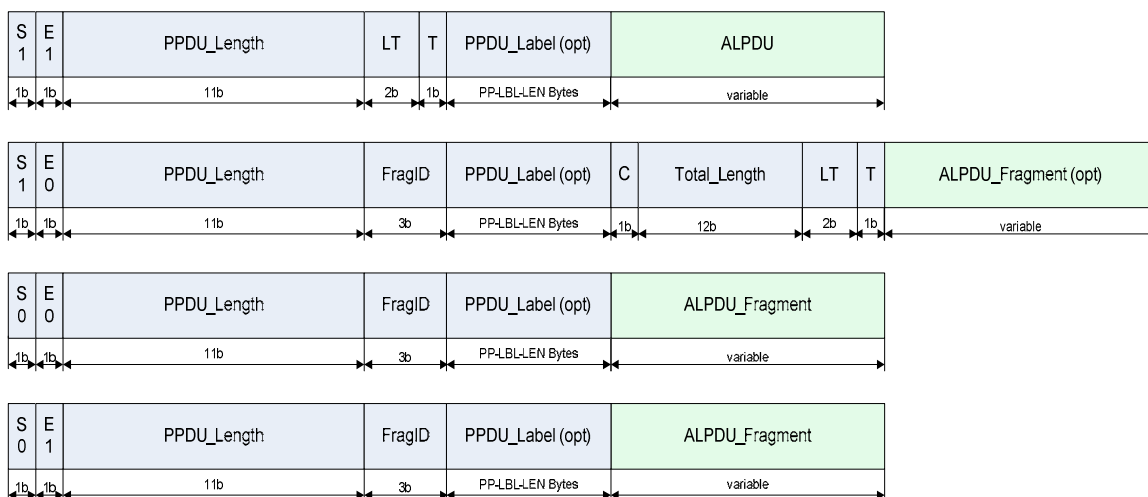 S E PPDU_Length LT T PPDU_Label (opt) ALPDU
1 1
1b 1b 11b 2b 1b PP-LBL-LEN Bytes variable
S E PPDU_Length FragID PPDU_Label (opt) C Total_Length LT T ALPDU_Fragment (opt)
1 0
1b 1b 11b 3b PP-LBL-LEN Bytes 1b 12b 2b 1b variable
S E PPDU_Length FragID PPDU_Label (opt) ALPDU_Fragment
0 0
1b 1b 11b 3b PP-LBL-LEN Bytes variable
S E PPDU_Length FragID PPDU_Label (opt) ALPDU_Fragment
0 1
1b 1b 11b 3b PP-LBL-LEN Bytes variable